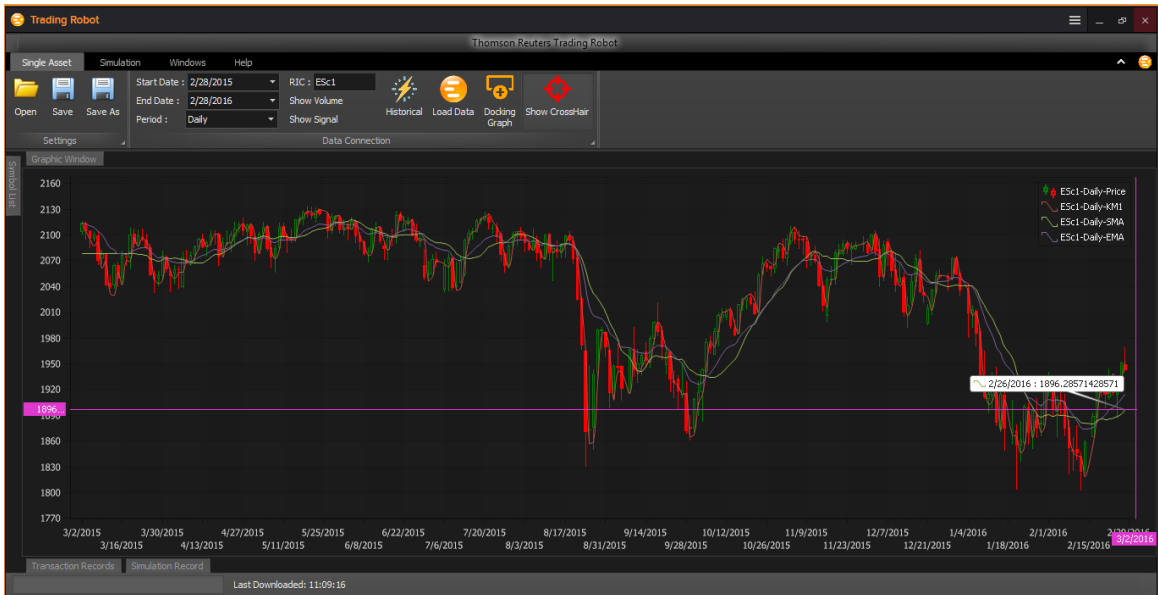 Trading Robot
Thomson Reuters Trading Robot
Single Asset Simulation Windows Help
Start Date : 2/28/2015 RIC : ESc1
End Date : 2/28/2016 Show Volume
Open Save Save As Historical Load Data Docking Graph Show CrossHair
Period : Daily Show Signal
Settings Data Connection
Symbol List
Graphic Window
2160
2130
2100
2070
2040
2010
1980
1950
1920
1896...
1890
1860
1830
1800
1770
ESc1-Daily-Price
ESc1-Daily-KM1
ESc1-Daily-SMA
ESc1-Daily-EMA
2/26/2016 : 1896.28571428571
3/2/2015 3/30/2015 4/27/2015 5/25/2015 6/22/2015 7/20/2015 8/17/2015 9/14/2015 10/12/2015 11/9/2015 12/7/2015 1/4/2016 2/1/2016 2/29/2016
3/16/2015 4/13/2015 5/11/2015 6/8/2015 7/6/2015 8/3/2015 8/31/2015 9/28/2015 10/26/2015 11/23/2015 12/21/2015 1/18/2016 2/15/2016 3/2/2016
Transaction Records Simulation Record
Last Downloaded: 11:09:16